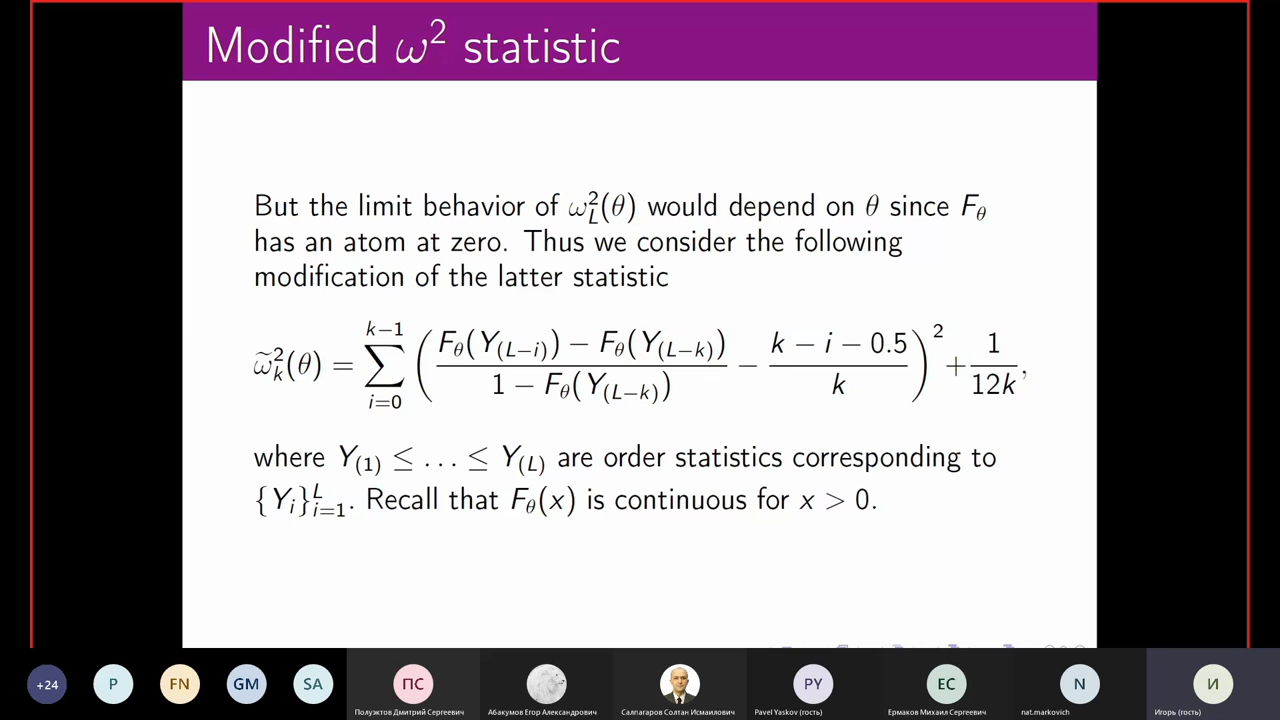 Modified ω² statistic
But the limit behavior of ω²_L(θ) would depend on θ since F_θ
has an atom at zero. Thus we consider the following
modification of the latter statistic
ω̃²_k(θ) = ∑_{i=0}^{k−1} ( (F_θ(Y_(L−i)) − F_θ(Y_(L−k))) / (1 − F_θ(Y_(L−k))) − (k − i − 0.5) / k )² + 1 / (12k),
where Y_(1) ≤ … ≤ Y_(L) are order statistics corresponding to
{Y_i}^L_{i=1}. Recall that F_θ(x) is continuous for x > 0.
+24 P FN GM SA ПС PY EC N И
Полуэктов Дмитрий Сергеевич Абакумов Егор Александрович Салпагаров Солтан Исмаилович Pavel Yaskov (гость) Ермаков Михаил Сергеевич nat.markovich Игорь (гость)